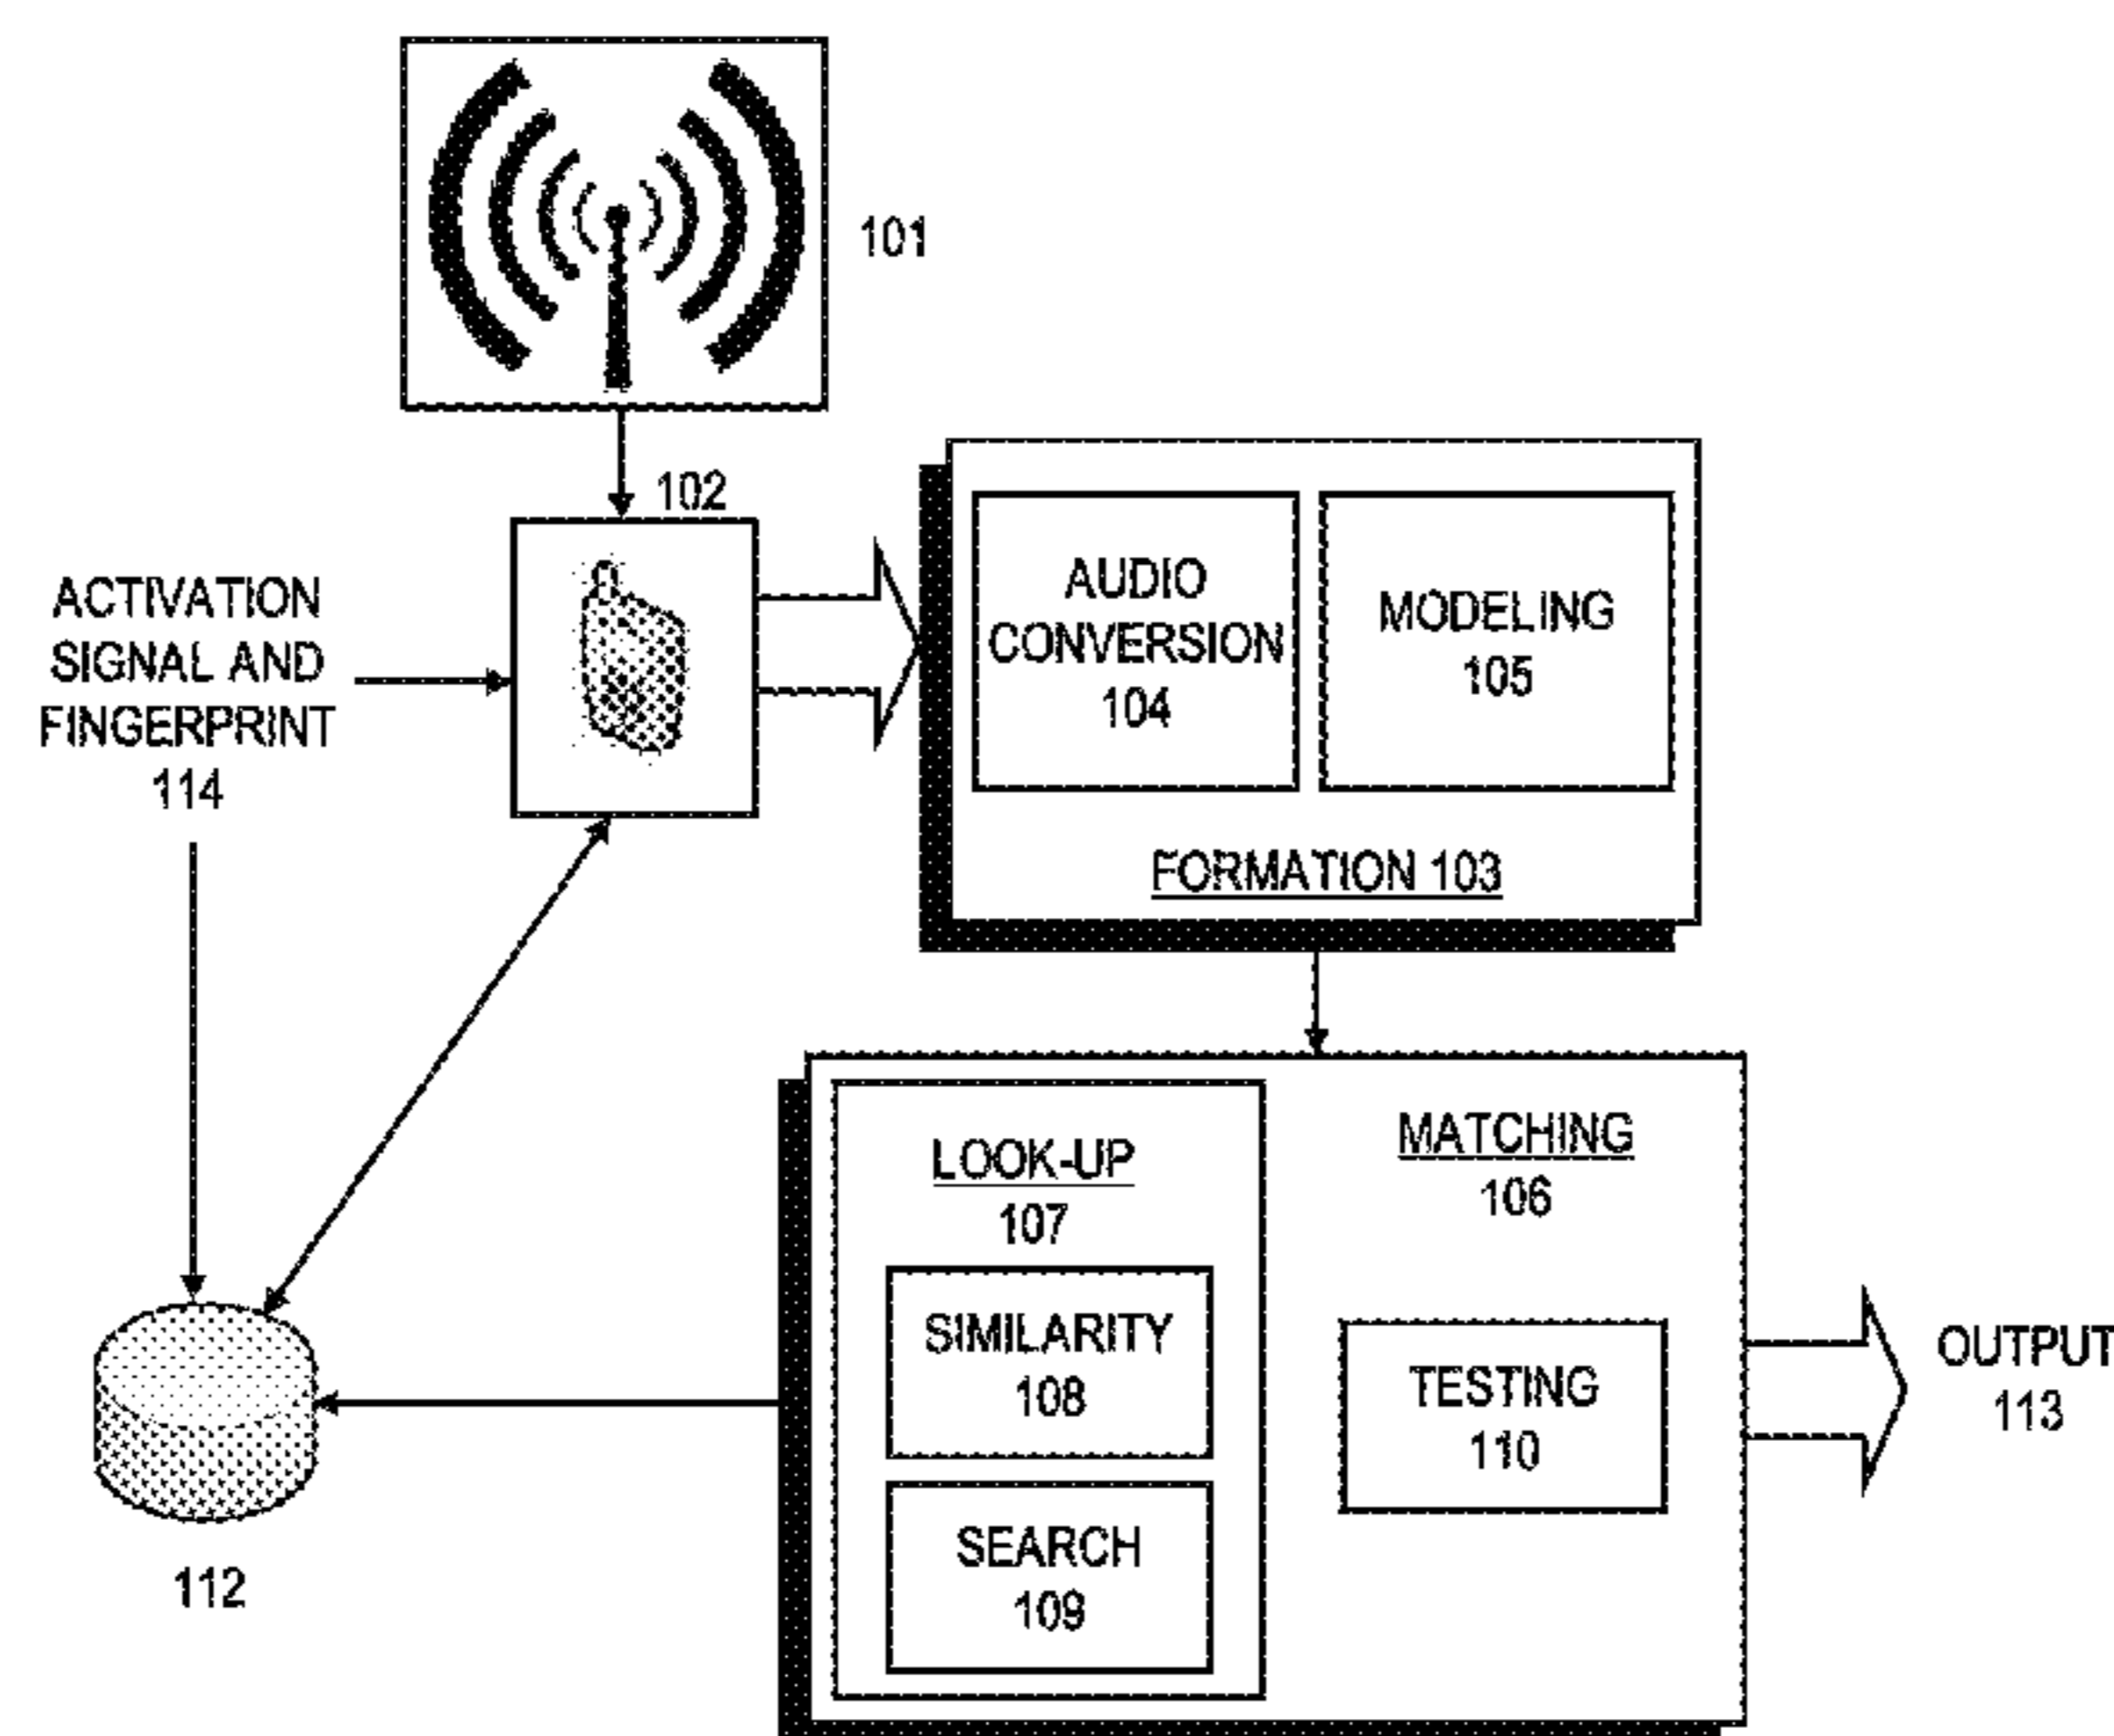 101
102
ACTIVATION
SIGNAL AND
FINGERPRINT
114
AUDIO
CONVERSION
104
MODELING
105
FORMATION 103
LOOK-UP
107
MATCHING
106
SIMILARITY
108
SEARCH
109
TESTING
110
OUTPUT
113
112